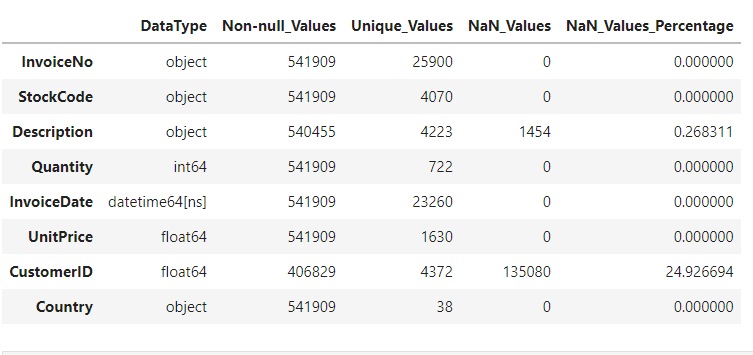 DataType Non-null_Values Unique_Values NaN_Values NaN_Values_Percentage
InvoiceNo object 541909 25900 0 0.000000
StockCode object 541909 4070 0 0.000000
Description object 540455 4223 1454 0.268311
Quantity int64 541909 722 0 0.000000
InvoiceDate datetime64[ns] 541909 23260 0 0.000000
UnitPrice float64 541909 1630 0 0.000000
CustomerID float64 406829 4372 135080 24.926694
Country object 541909 38 0 0.000000